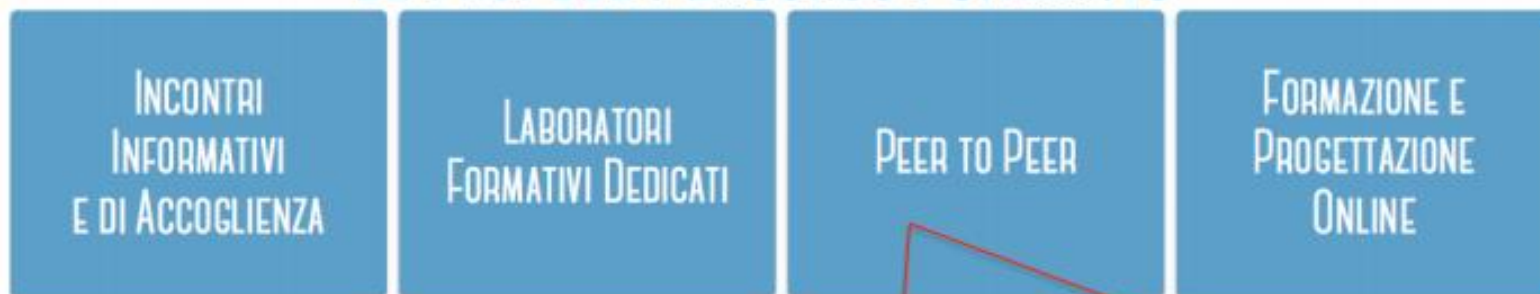 INCONTRI
INFORMATIVI
E DI ACCOGLIENZA
LABORATORI
FORMATIVI DEDICATI
PEER TO PEER
FORMAZIONE E
PROGETTAZIONE
ONLINE